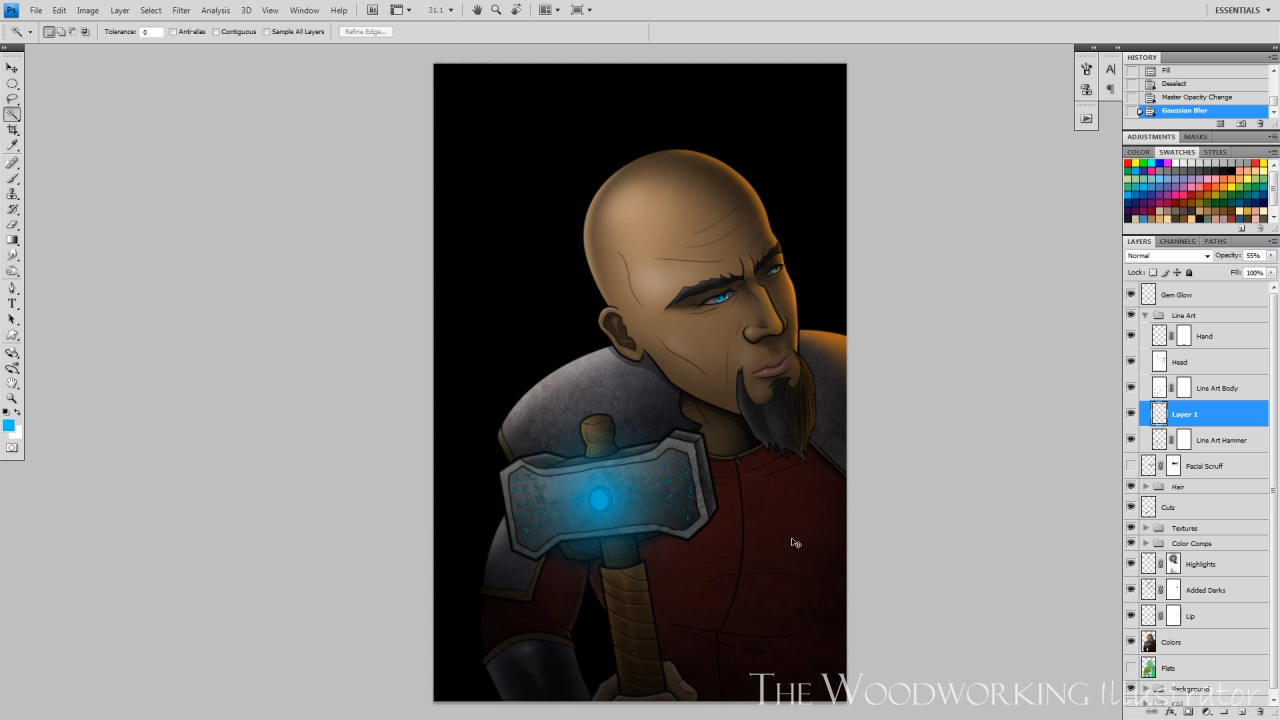 Ps File Edit Image Layer Select Filter Analysis 3D View Window Help Br 31.1 ESSENTIALS
Tolerance: 0 Anti-alias Contiguous Sample All Layers Refine Edge...
HISTORY
Fill
Deselect
Master Opacity Change
Gaussian Blur
ADJUSTMENTS MASKS
COLOR SWATCHES STYLES
LAYERS CHANNELS PATHS
Normal Opacity: 55%
Lock: Fill: 100%
Gem Glow
Line Art
Hand
Head
Line Art Body
Layer 1
Line Art Hammer
Facial Scruff
Hair
Cuts
Textures
Color Comps
Highlights
Added Darks
Lip
Colors
Flats
Background
The Woodworking Illustrator